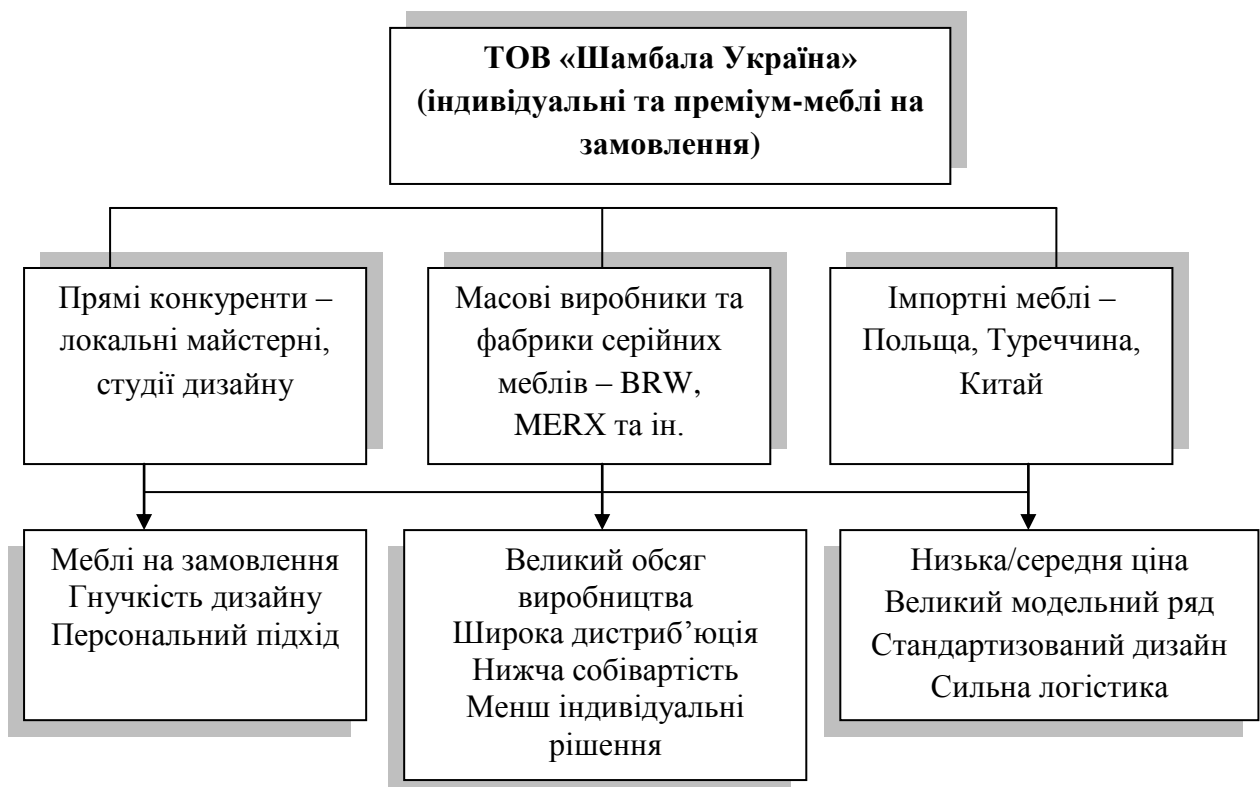 ТОВ «Шамбала Україна»
(індивідуальні та преміум-меблі на
замовлення)
Прямі конкуренти –
локальні майстерні,
студії дизайну
Масові виробники та
фабрики серійних
меблів – BRW,
MERX та ін.
Імпортні меблі –
Польща, Туреччина,
Китай
Меблі на замовлення
Гнучкість дизайну
Персональний підхід
Великий обсяг
виробництва
Широка дистриб’юція
Нижча собівартість
Менш індивідуальні
рішення
Низька/середня ціна
Великий модельний ряд
Стандартизований дизайн
Сильна логістика